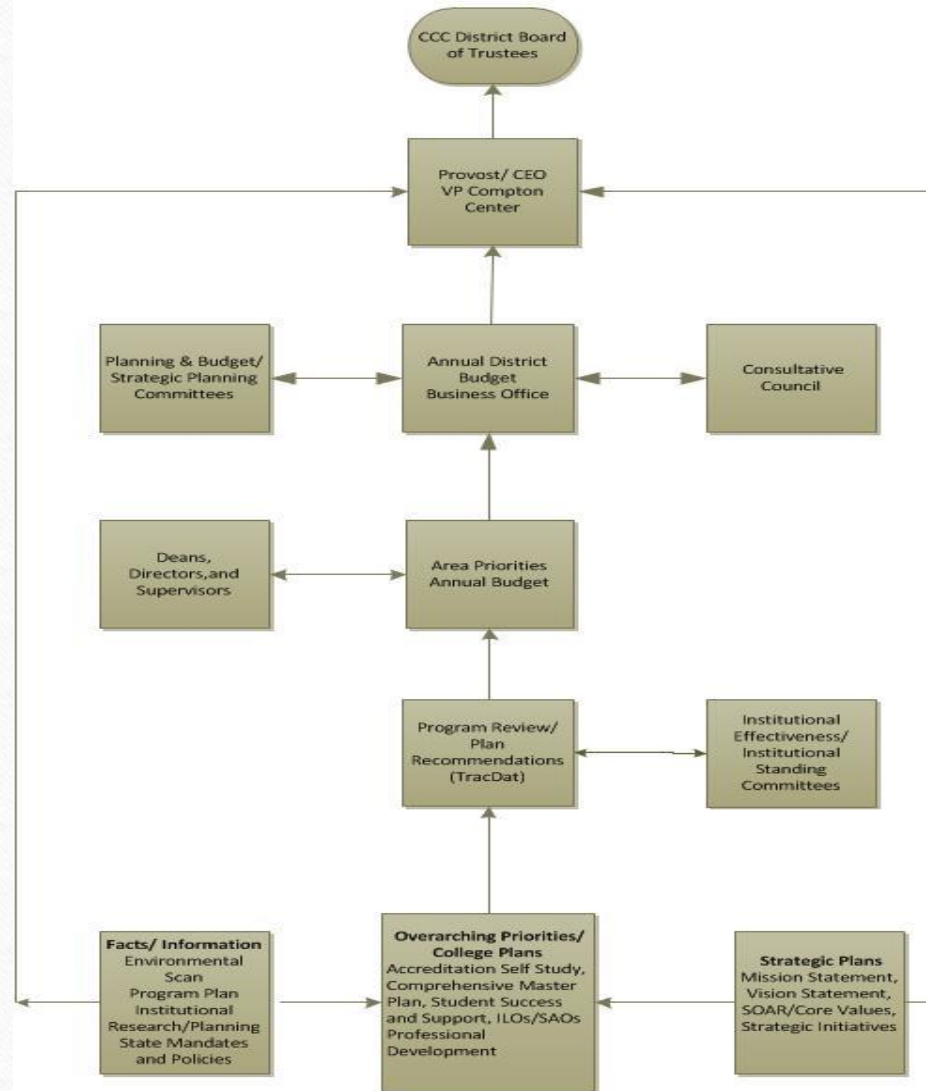 CCC District Board
of Trustees
Provost/ CEO
VP Compton
Center
Planning & Budget/
Strategic Planning
Committees
Annual District
Budget
Business Office
Consultative
Council
Deans,
Directors,and
Supervisors
Area Priorities
Annual Budget
Program Review/
Plan
Recommendations
(TracDat)
Institutional
Effectiveness/
Institutional
Standing
Committees
Facts/ Information
Environmental
Scan
Program Plan
Institutional
Research/Planning
State Mandates
and Policies
Overarching Priorities/
College Plans
Accreditation Self Study,
Comprehensive Master
Plan, Student Success
and Support, ILOs/SAOs
Professional
Development
Strategic Plans
Mission Statement,
Vision Statement,
SOAR/Core Values,
Strategic Initiatives